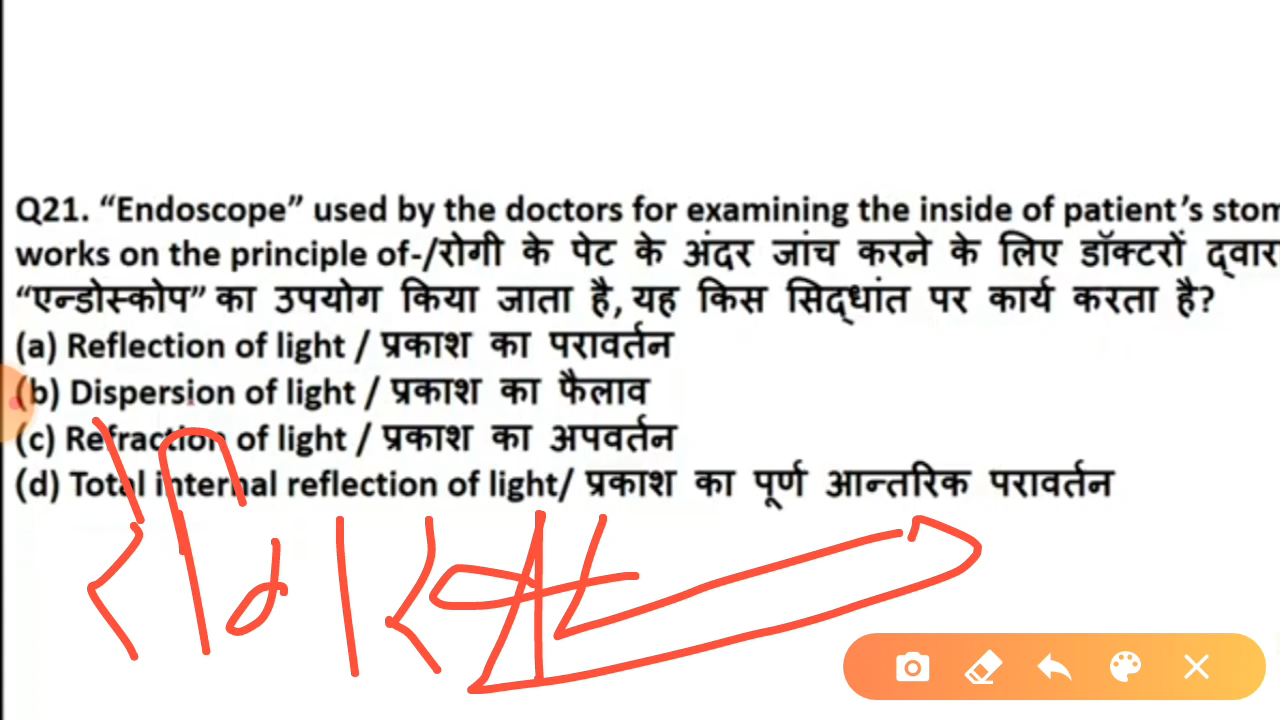 Q21. “Endoscope” used by the doctors for examining the inside of patient’s stom
works on the principle of-/रोगी के पेट के अंदर जांच करने के लिए डॉक्टरों द्वार
“एन्डोस्कोप” का उपयोग किया जाता है, यह किस सिद्धांत पर कार्य करता है?
(a) Reflection of light / प्रकाश का परावर्तन
(b) Dispersion of light / प्रकाश का फैलाव
(c) Refraction of light / प्रकाश का अपवर्तन
(d) Total internal reflection of light/ प्रकाश का पूर्ण आन्तरिक परावर्तन